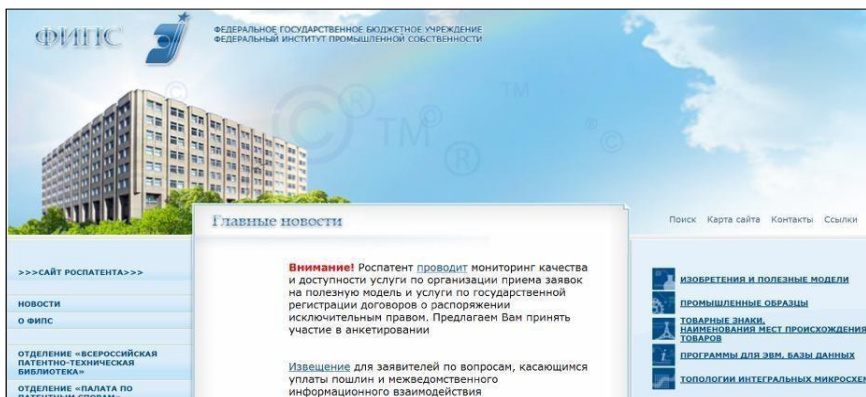 ФИПС
ФЕДЕРАЛЬНОЕ ГОСУДАРСТВЕННОЕ БЮДЖЕТНОЕ УЧРЕЖДЕНИЕ
ФЕДЕРАЛЬНЫЙ ИНСТИТУТ ПРОМЫШЛЕННОЙ СОБСТВЕННОСТИ
© ® TM © TM ® © ®
Главные новости
Поиск Карта сайта Контакты Ссылки
>>>САЙТ РОСПАТЕНТА>>>
НОВОСТИ
О ФИПС
ОТДЕЛЕНИЕ «ВСЕРОССИЙСКАЯ
ПАТЕНТНО-ТЕХНИЧЕСКАЯ
БИБЛИОТЕКА»
ОТДЕЛЕНИЕ «ПАЛАТА ПО
ПАТЕНТНЫМ СПОРАМ»
Внимание! Роспатент проводит мониторинг качества
и доступности услуги по организации приема заявок
на полезную модель и услуги по государственной
регистрации договоров о распоряжении
исключительным правом. Предлагаем Вам принять
участие в анкетировании
Извещение для заявителей по вопросам, касающимся
уплаты пошлин и межведомственного
информационного взаимодействия
ИЗОБРЕТЕНИЯ И ПОЛЕЗНЫЕ МОДЕЛИ
ПРОМЫШЛЕННЫЕ ОБРАЗЦЫ
ТОВАРНЫЕ ЗНАКИ,
НАИМЕНОВАНИЯ МЕСТ ПРОИСХОЖДЕНИЯ
ТОВАРОВ
ПРОГРАММЫ ДЛЯ ЭВМ, БАЗЫ ДАННЫХ
ТОПОЛОГИИ ИНТЕГРАЛЬНЫХ МИКРОСХЕМ